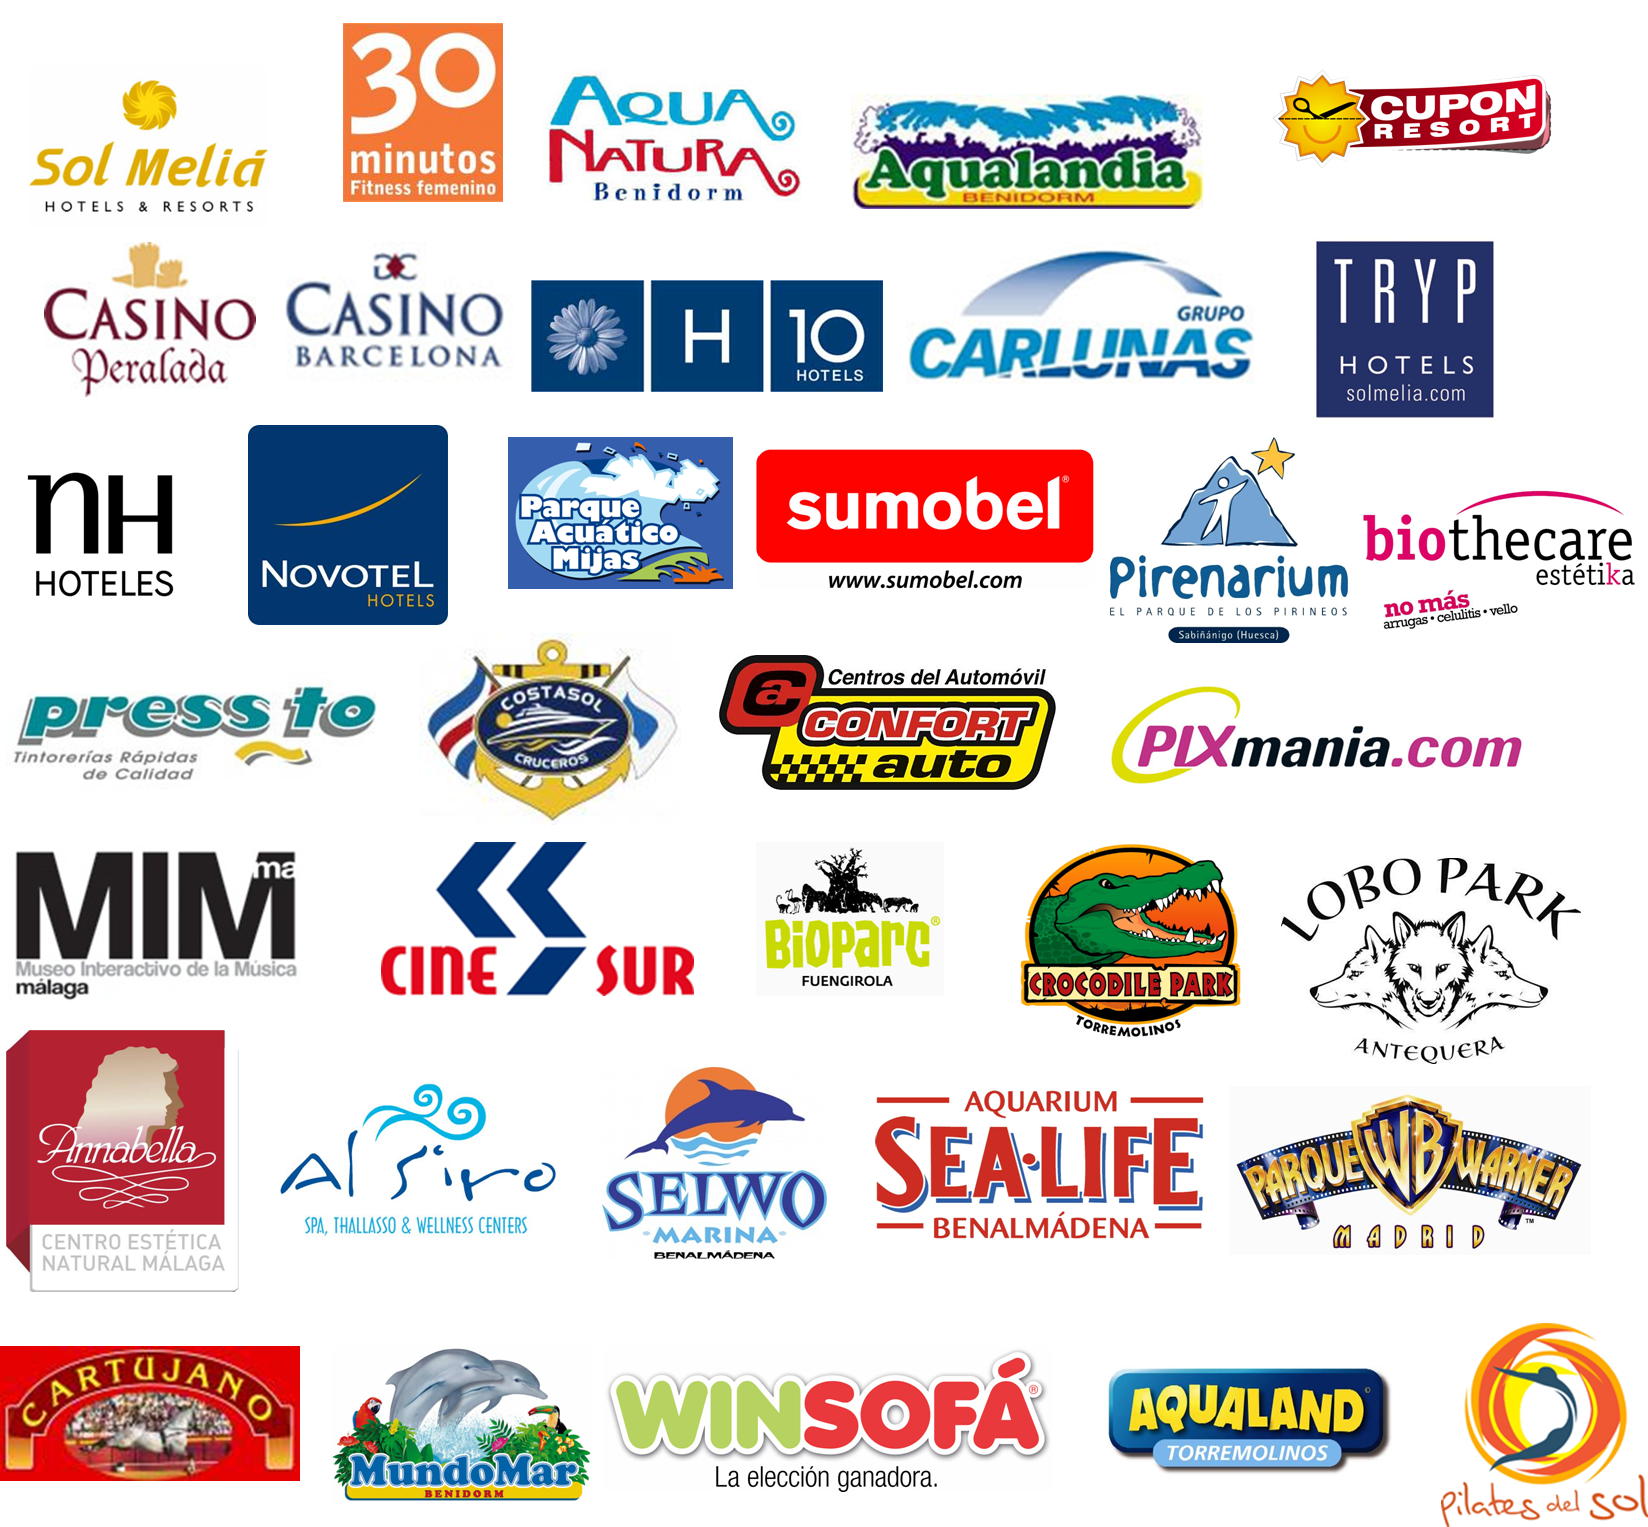 Sol Meliá
HOTELS & RESORTS
30
minutos
Fitness femenino
AQUA
NATURA
Benidorm
Aqualandia
BENIDORM
CUPON
RESORT
CASINO
Peralada
CASINO
BARCELONA
H
10
HOTELS
GRUPO
CARLUNAS
TRYP
HOTELS
solmelia.com
nH
HOTELES
NOVOTEL
HOTELS
Parque
Acuático
Mijas
sumobel®
www.sumobel.com
Pirenarium
EL PARQUE DE LOS PIRINEOS
Sabiñánigo (Huesca)
biothecare
estétika
no más
arrugas • celulitis • vello
pressto
Tintorerías Rápidas
de Calidad
COSTASOL
CRUCEROS
ac
Centros del Automóvil
CONFORT
auto
PIXmania.com
MIM
ma
Museo Interactivo de la Música
málaga
CINE SUR
BIOPARC®
FUENGIROLA
CROCODILE PARK
TORREMOLINOS
LOBO PARK
ANTEQUERA
Annabella
CENTRO ESTÉTICA
NATURAL MÁLAGA
Al Siro
SPA, THALLASSO & WELLNESS CENTERS
SELWO
·MARINA·
BENALMÁDENA
AQUARIUM
SEA·LIFE
BENALMÁDENA
PARQUE WB WARNER
™
MADRID
CARTUJANO
MundoMar
BENIDORM
WINSOFÁ®
La elección ganadora.
AQUALAND©
TORREMOLINOS
pilates del sol